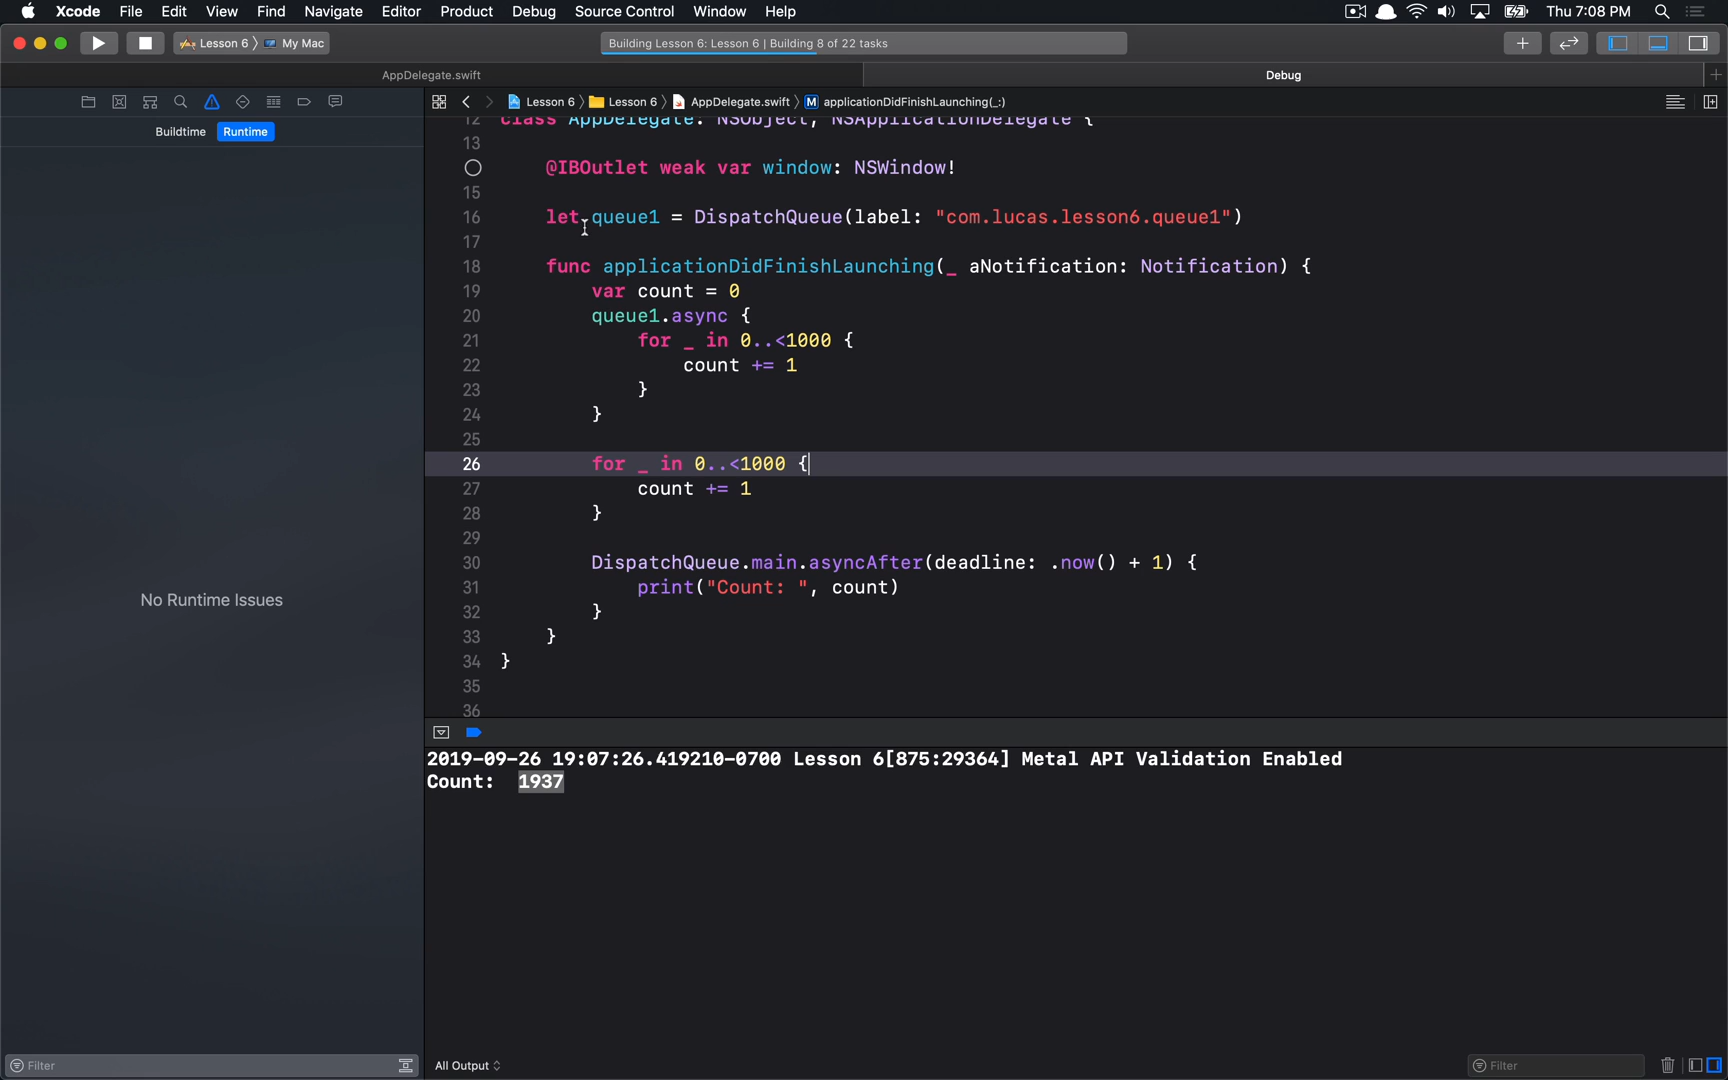 Xcode File Edit View Find Navigate Editor Product Debug Source Control Window Help Thu 7:08 PM
Lesson 6 My Mac Building Lesson 6: Lesson 6 | Building 8 of 22 tasks
AppDelegate.swift Debug
Lesson 6 Lesson 6 AppDelegate.swift M applicationDidFinishLaunching(_:)
Buildtime Runtime
No Runtime Issues
12 class AppDelegate: NSObject, NSApplicationDelegate {
13
@IBOutlet weak var window: NSWindow!
15
16 let queue1 = DispatchQueue(label: "com.lucas.lesson6.queue1")
17
18 func applicationDidFinishLaunching(_ aNotification: Notification) {
19 var count = 0
20 queue1.async {
21 for _ in 0..<1000 {
22 count += 1
23 }
24 }
25
26 for _ in 0..<1000 {
27 count += 1
28 }
29
30 DispatchQueue.main.asyncAfter(deadline: .now() + 1) {
31 print("Count: ", count)
32 }
33 }
34 }
35
36
2019-09-26 19:07:26.419210-0700 Lesson 6[875:29364] Metal API Validation Enabled
Count:  1937
Filter All Output Filter